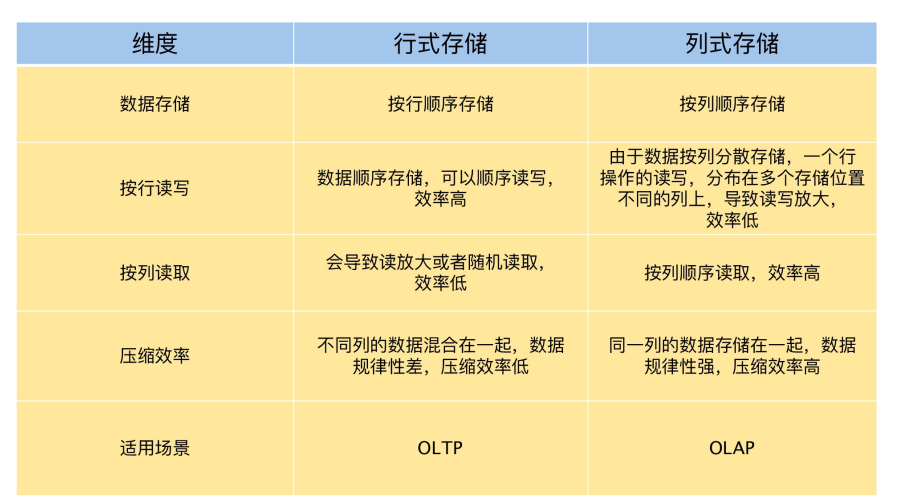 维度
行式存储
列式存储
数据存储
按行顺序存储
按列顺序存储
按行读写
数据顺序存储，可以顺序读写，
效率高
由于数据按列分散存储，一个行
操作的读写，分布在多个存储位置
不同的列上，导致读写放大，
效率低
按列读取
会导致读放大或者随机读取，
效率低
按列顺序读取，效率高
压缩效率
不同列的数据混合在一起，数据
规律性差，压缩效率低
同一列的数据存储在一起，数据
规律性强，压缩效率高
适用场景
OLTP
OLAP